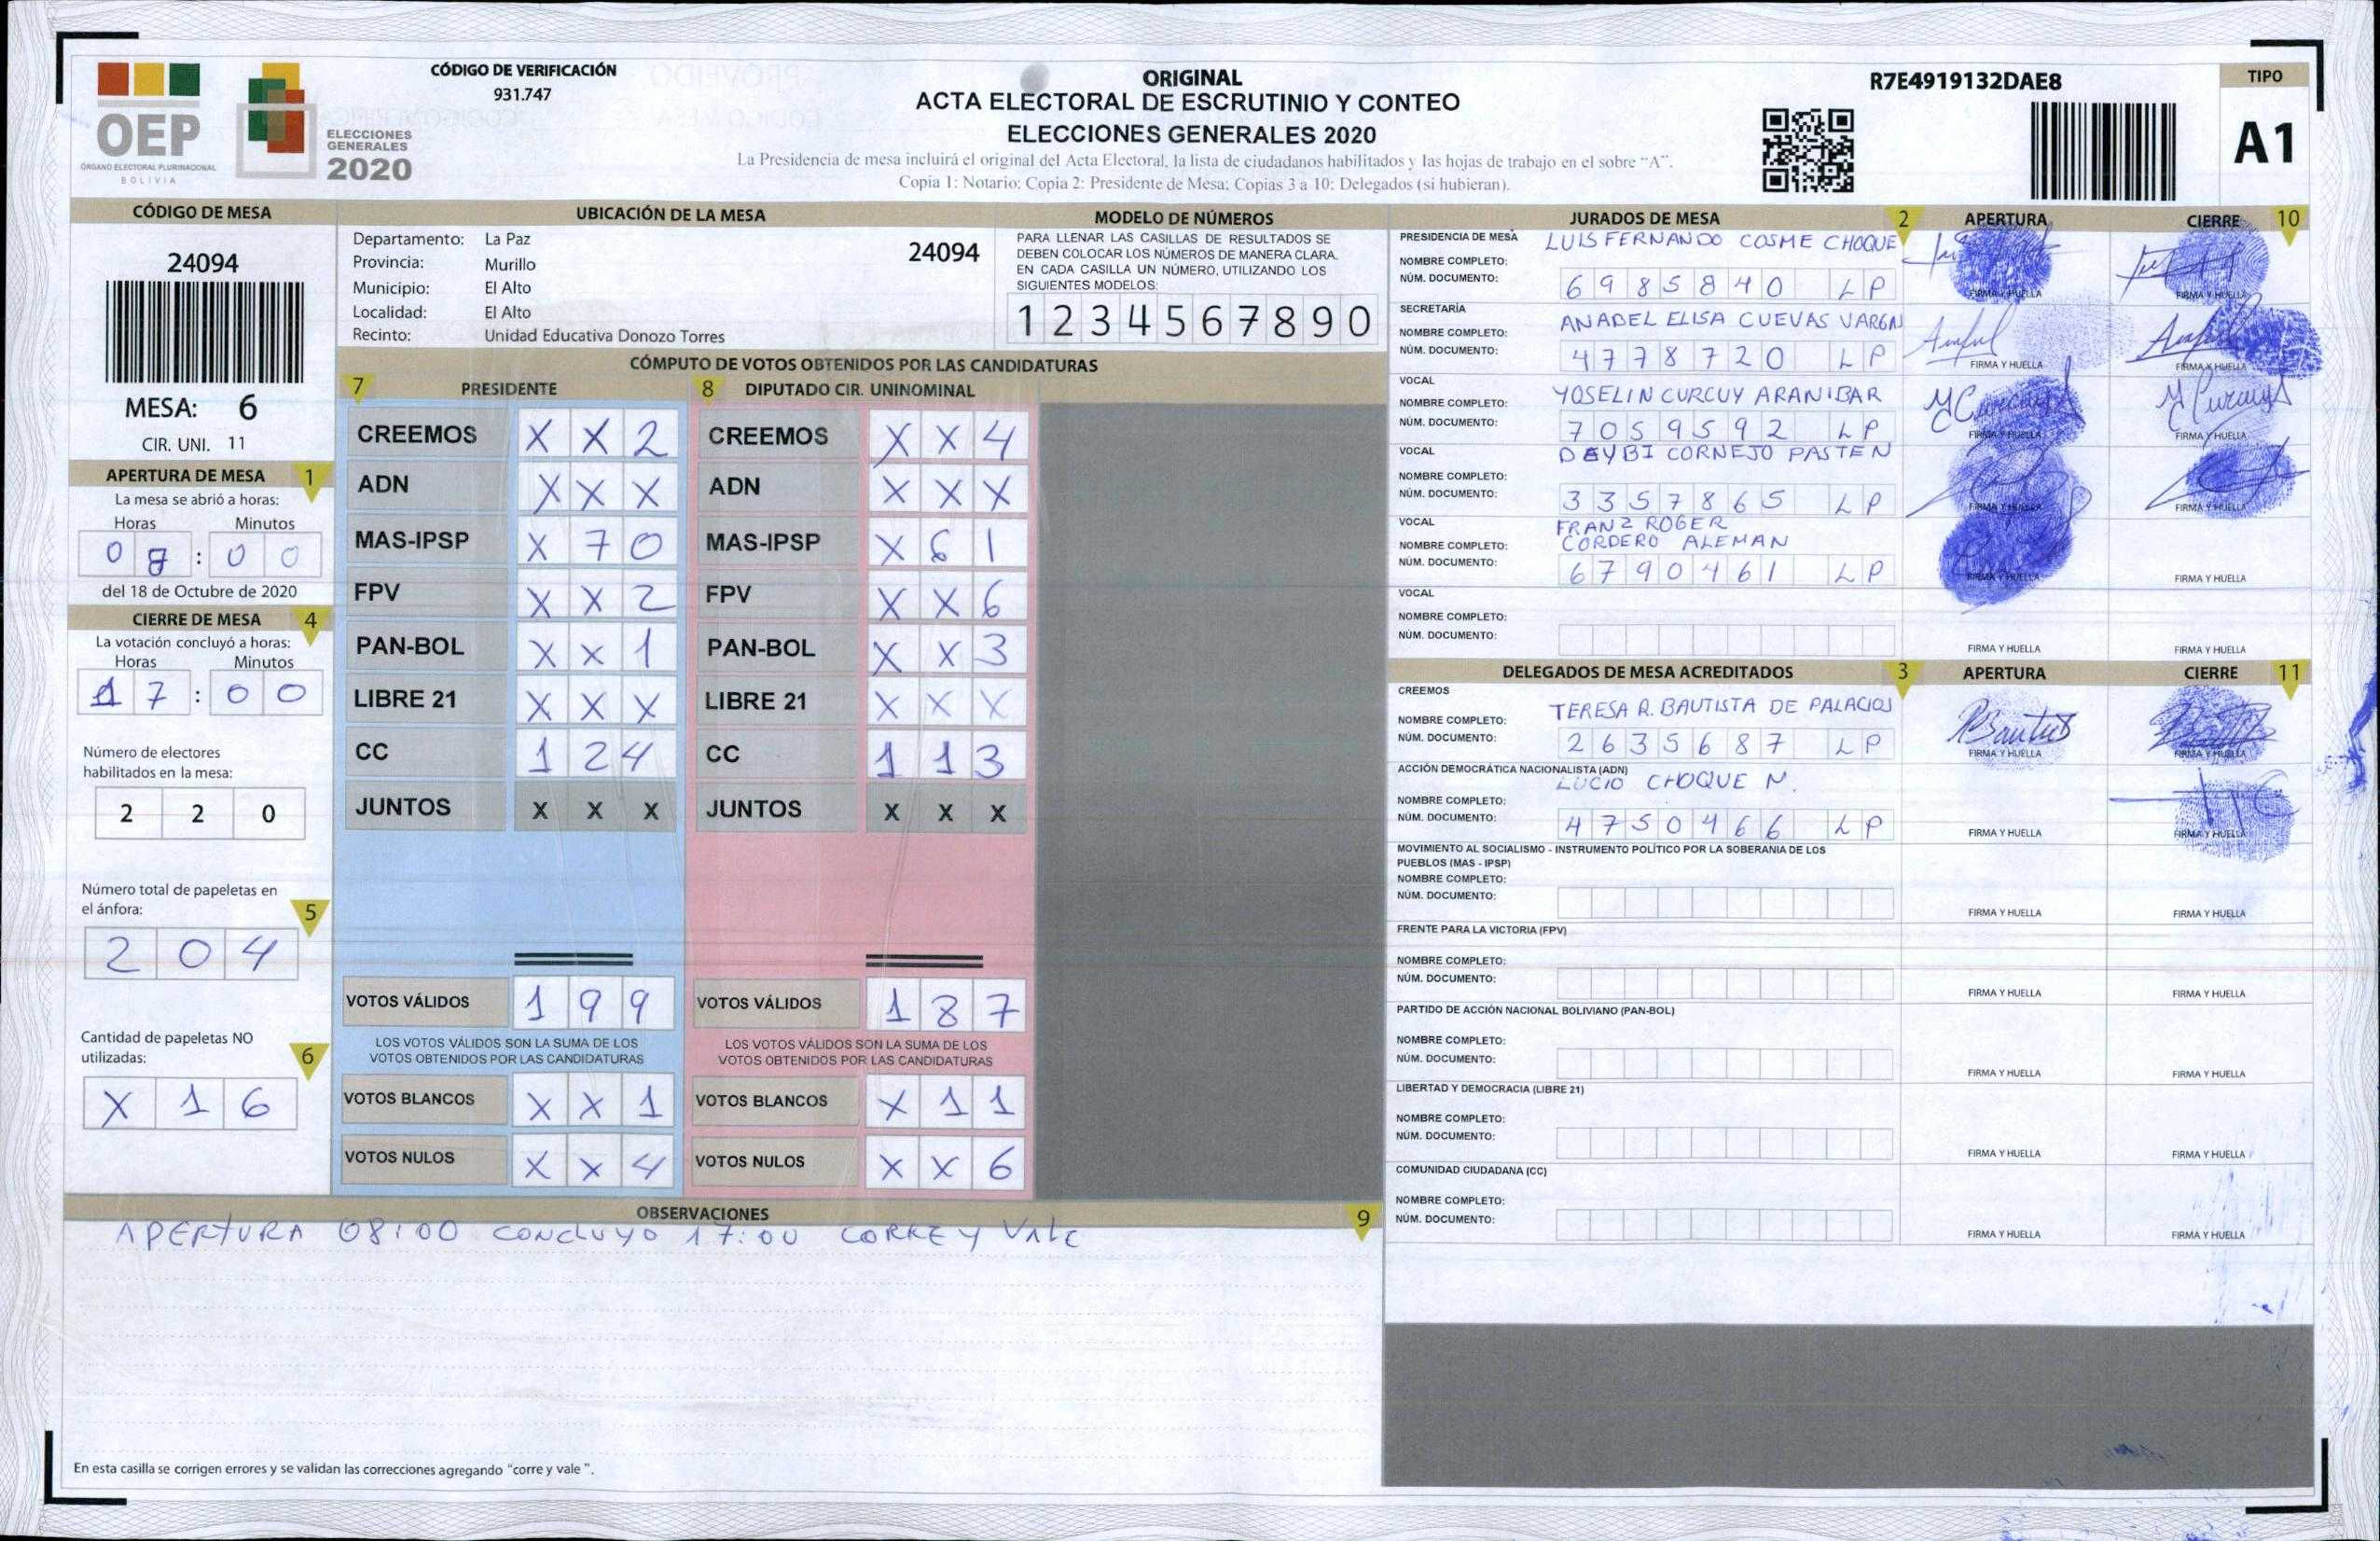 OEP
ÓRGANO ELECTORAL PLURINACIONAL
BOLIVIA
ELECCIONES
GENERALES
2020
CÓDIGO DE VERIFICACIÓN
931.747
ORIGINAL
ACTA ELECTORAL DE ESCRUTINIO Y CONTEO
ELECCIONES GENERALES 2020
La Presidencia de mesa incluirá el original del Acta Electoral, la lista de ciudadanos habilitados y las hojas de trabajo en el sobre “A”.
Copia 1: Notario; Copia 2: Presidente de Mesa; Copias 3 a 10: Delegados (si hubieran).
R7E4919132DAE8
TIPO
A1
CÓDIGO DE MESA
24094
MESA: 6
CIR. UNI. 11
APERTURA DE MESA 1
La mesa se abrió a horas:
Horas Minutos
08 : 00
del 18 de Octubre de 2020
CIERRE DE MESA 4
La votación concluyó a horas:
Horas Minutos
17 : 00
Número de electores
habilitados en la mesa:
2 2 0
Número total de papeletas en
el ánfora: 5
2 0 4
Cantidad de papeletas NO
utilizadas: 6
X 1 6
UBICACIÓN DE LA MESA
Departamento: La Paz 24094
Provincia: Murillo
Municipio: El Alto
Localidad: El Alto
Recinto: Unidad Educativa Donozo Torres
MODELO DE NÚMEROS
PARA LLENAR LAS CASILLAS DE RESULTADOS SE
DEBEN COLOCAR LOS NÚMEROS DE MANERA CLARA.
EN CADA CASILLA UN NÚMERO, UTILIZANDO LOS
SIGUIENTES MODELOS:
1 2 3 4 5 6 7 8 9 0
CÓMPUTO DE VOTOS OBTENIDOS POR LAS CANDIDATURAS
7 PRESIDENTE
CREEMOS X X 2
ADN X X X
MAS-IPSP X 7 0
FPV X X 2
PAN-BOL X X 1
LIBRE 21 X X X
CC 1 2 4
JUNTOS X X X
VOTOS VÁLIDOS 1 9 9
LOS VOTOS VÁLIDOS SON LA SUMA DE LOS
VOTOS OBTENIDOS POR LAS CANDIDATURAS
VOTOS BLANCOS X X 1
VOTOS NULOS X X 4
8 DIPUTADO CIR. UNINOMINAL
CREEMOS X X 4
ADN X X X
MAS-IPSP X 6 1
FPV X X 6
PAN-BOL X X 3
LIBRE 21 X X X
CC 1 1 3
JUNTOS X X X
VOTOS VÁLIDOS 1 8 7
LOS VOTOS VÁLIDOS SON LA SUMA DE LOS
VOTOS OBTENIDOS POR LAS CANDIDATURAS
VOTOS BLANCOS X 1 1
VOTOS NULOS X X 6
OBSERVACIONES 9
APERTURA 08:00 CONCLUYO 17:00 CORRE Y VALE
En esta casilla se corrigen errores y se validan las correcciones agregando “corre y vale ”.
JURADOS DE MESA 2 APERTURA CIERRE 10
PRESIDENCIA DE MESA LUIS FERNANDO COSME CHOQUE
NOMBRE COMPLETO:
NÚM. DOCUMENTO: 6985840 LP FIRMA Y HUELLA FIRMA Y HUELLA
SECRETARÍA
NOMBRE COMPLETO: ANABEL ELISA CUEVAS VARGA
NÚM. DOCUMENTO: 4778720 LP FIRMA Y HUELLA FIRMA Y HUELLA
VOCAL
NOMBRE COMPLETO: YOSELIN CURCUY ARANIBAR
NÚM. DOCUMENTO: 7059592 LP FIRMA Y HUELLA FIRMA Y HUELLA
VOCAL DEYBI CORNEJO PASTEN
NOMBRE COMPLETO:
NÚM. DOCUMENTO: 3357865 LP FIRMA Y HUELLA FIRMA Y HUELLA
VOCAL FRANZ ROGER
NOMBRE COMPLETO: CORDERO ALEMAN
NÚM. DOCUMENTO: 6790461 LP FIRMA Y HUELLA FIRMA Y HUELLA
VOCAL
NOMBRE COMPLETO:
NÚM. DOCUMENTO: FIRMA Y HUELLA FIRMA Y HUELLA
DELEGADOS DE MESA ACREDITADOS 3 APERTURA CIERRE 11
CREEMOS
NOMBRE COMPLETO: TERESA R. BAUTISTA DE PALACIOS
NÚM. DOCUMENTO: 2635687 LP FIRMA Y HUELLA FIRMA Y HUELLA
ACCIÓN DEMOCRÁTICA NACIONALISTA (ADN)
LUCIO CHOQUE N.
NOMBRE COMPLETO:
NÚM. DOCUMENTO: 4750466 LP FIRMA Y HUELLA FIRMA Y HUELLA
MOVIMIENTO AL SOCIALISMO - INSTRUMENTO POLÍTICO POR LA SOBERANIA DE LOS
PUEBLOS (MAS - IPSP)
NOMBRE COMPLETO:
NÚM. DOCUMENTO: FIRMA Y HUELLA FIRMA Y HUELLA
FRENTE PARA LA VICTORIA (FPV)
NOMBRE COMPLETO:
NÚM. DOCUMENTO: FIRMA Y HUELLA FIRMA Y HUELLA
PARTIDO DE ACCIÓN NACIONAL BOLIVIANO (PAN-BOL)
NOMBRE COMPLETO:
NÚM. DOCUMENTO: FIRMA Y HUELLA FIRMA Y HUELLA
LIBERTAD Y DEMOCRACIA (LIBRE 21)
NOMBRE COMPLETO:
NÚM. DOCUMENTO: FIRMA Y HUELLA FIRMA Y HUELLA
COMUNIDAD CIUDADANA (CC)
NOMBRE COMPLETO:
NÚM. DOCUMENTO: FIRMA Y HUELLA FIRMA Y HUELLA